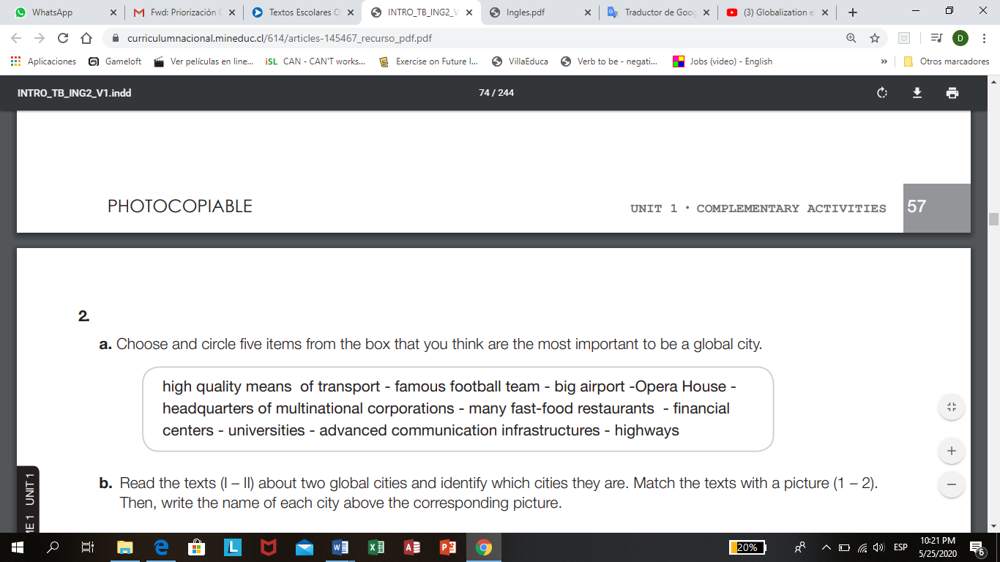 WhatsApp
Fwd: Priorización C
Textos Escolares O
INTRO_TB_ING2_V
Ingles.pdf
Traductor de Goog
(3) Globalization e
curriculumnacional.mineduc.cl/614/articles-145467_recurso_pdf.pdf
D
Aplicaciones
Gameloft
Ver películas en line...
iSL CAN - CAN'T works...
Exercise on Future I...
VillaEduca
Verb to be - negati...
Jobs (video) - English
»
Otros marcadores
INTRO_TB_ING2_V1.indd
74 / 244
PHOTOCOPIABLE
UNIT 1 • COMPLEMENTARY ACTIVITIES
57
2.
a. Choose and circle five items from the box that you think are the most important to be a global city.
high quality means of transport - famous football team - big airport -Opera House -
headquarters of multinational corporations - many fast-food restaurants - financial
centers - universities - advanced communication infrastructures - highways
b. Read the texts (I – II) about two global cities and identify which cities they are. Match the texts with a picture (1 – 2).
Then, write the name of each city above the corresponding picture.
UNIT 1
20%
ESP
10:21 PM
5/25/2020
6